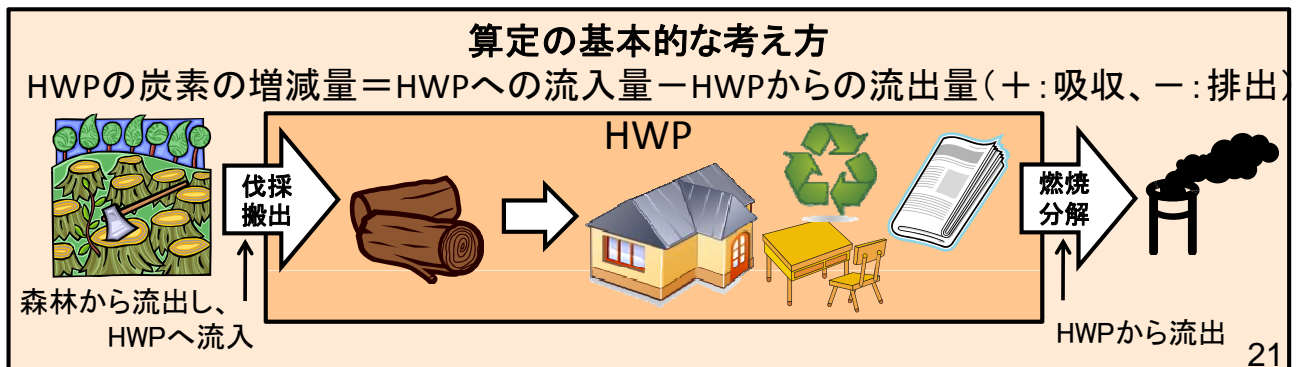 算定の基本的な考え方
HWPの炭素の増減量＝HWPへの流入量－HWPからの流出量(＋:吸収、－:排出)
HWP
伐採
搬出
燃焼
分解
森林から流出し、
HWPへ流入
HWPから流出
21